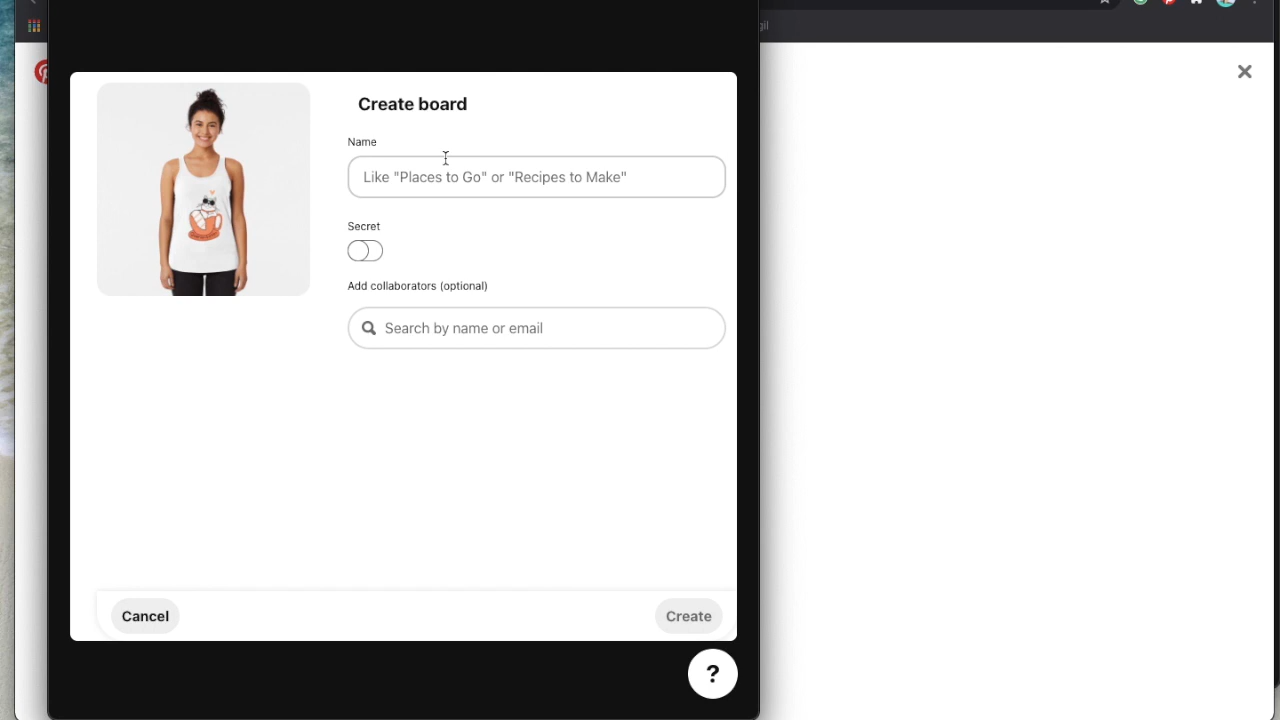 Create board
Name
Like "Places to Go" or "Recipes to Make"
Secret
Add collaborators (optional)
Search by name or email
Cancel
Create
?